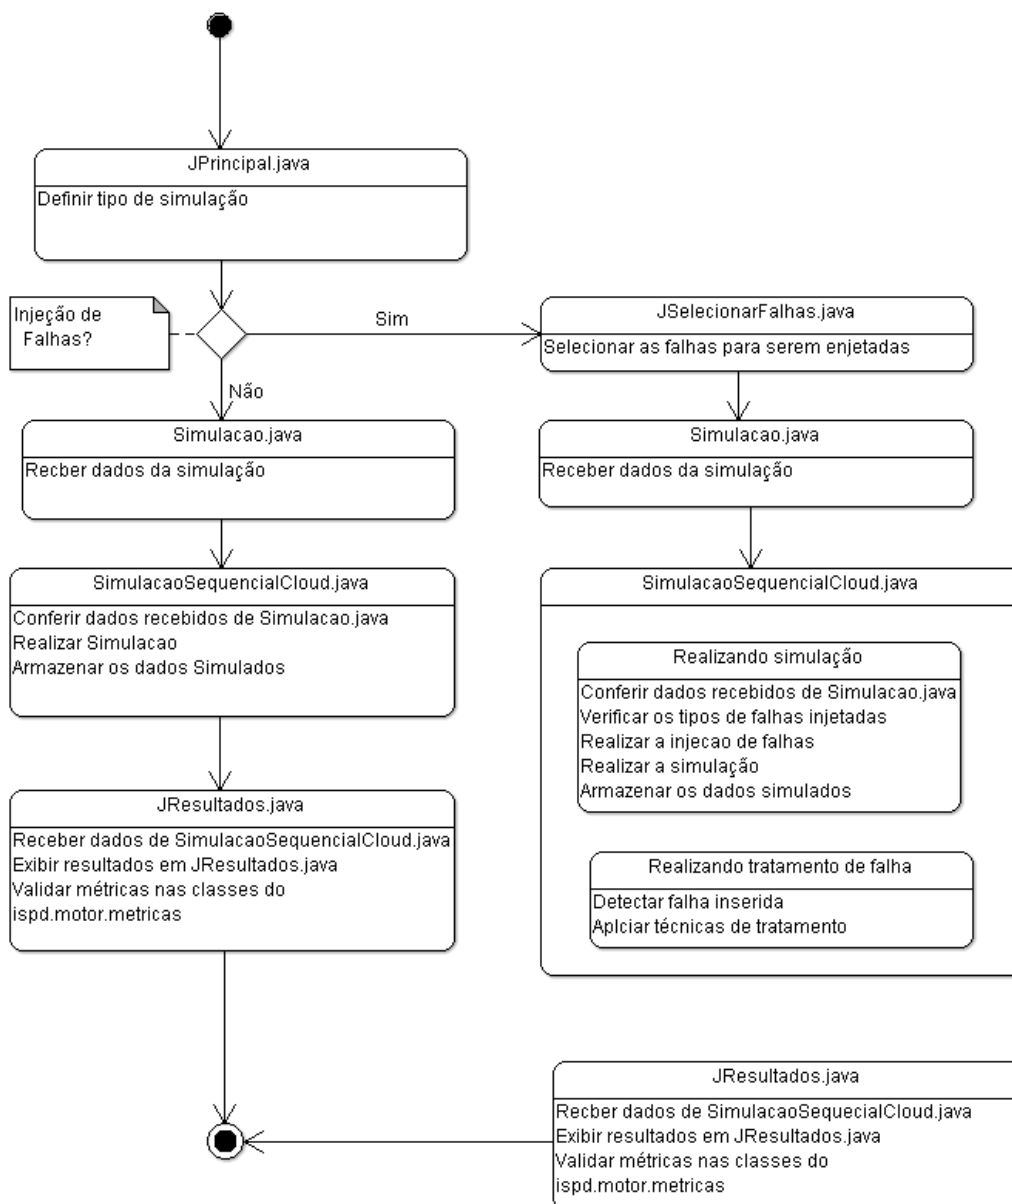 JPrincipal.java
Definir tipo de simulação
Injeção de
Falhas?
Sim
Não
JSelecionarFalhas.java
Selecionar as falhas para serem enjetadas
Simulacao.java
Recber dados da simulação
Simulacao.java
Receber dados da simulação
SimulacaoSequencialCloud.java
Conferir dados recebidos de Simulacao.java
Realizar Simulacao
Armazenar os dados Simulados
SimulacaoSequencialCloud.java
Realizando simulação
Conferir dados recebidos de Simulacao.java
Verificar os tipos de falhas injetadas
Realizar a injecao de falhas
Realizar a simulação
Armazenar os dados simulados
Realizando tratamento de falha
Detectar falha inserida
Aplciar técnicas de tratamento
JResultados.java
Receber dados de SimulacaoSequencialCloud.java
Exibir resultados em JResultados.java
Validar métricas nas classes do
ispd.motor.metricas
JResultados.java
Recber dados de SimulacaoSequecialCloud.java
Exibir resultados em JResultados.java
Validar métricas nas classes do
ispd.motor.metricas